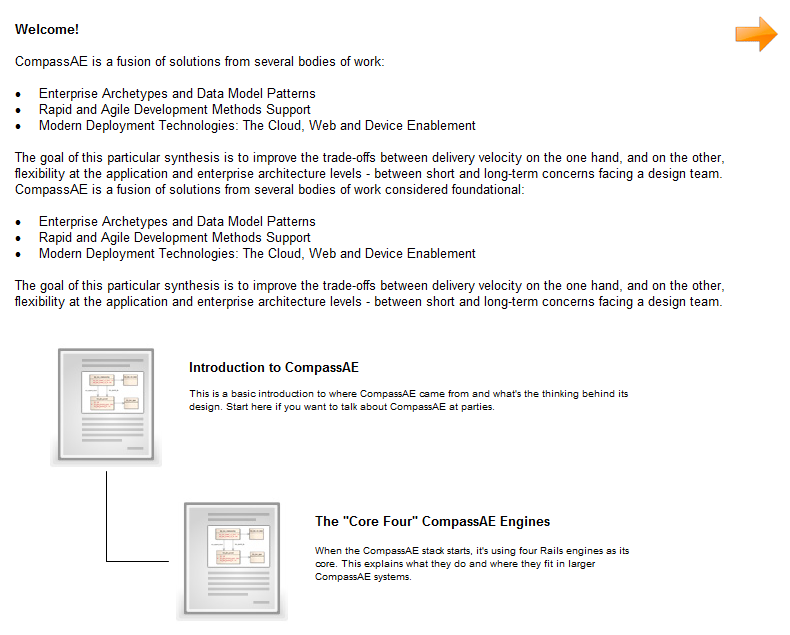 Welcome!
CompassAE is a fusion of solutions from several bodies of work:
• Enterprise Archetypes and Data Model Patterns
• Rapid and Agile Development Methods Support
• Modern Deployment Technologies: The Cloud, Web and Device Enablement
The goal of this particular synthesis is to improve the trade-offs between delivery velocity on the one hand, and on the other,
flexibility at the application and enterprise architecture levels - between short and long-term concerns facing a design team.
CompassAE is a fusion of solutions from several bodies of work considered foundational:
• Enterprise Archetypes and Data Model Patterns
• Rapid and Agile Development Methods Support
• Modern Deployment Technologies: The Cloud, Web and Device Enablement
The goal of this particular synthesis is to improve the trade-offs between delivery velocity on the one hand, and on the other,
flexibility at the application and enterprise architecture levels - between short and long-term concerns facing a design team.
Introduction to CompassAE
This is a basic introduction to where CompassAE came from and what's the thinking behind its
design. Start here if you want to talk about CompassAE at parties.
The "Core Four" CompassAE Engines
When the CompassAE stack starts, it's using four Rails engines as its
core. This explains what they do and where they fit in larger
CompassAE systems.